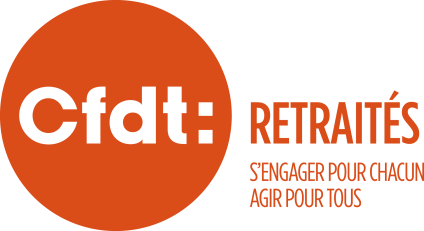 Cfdt:
RETRAITÉS
S'ENGAGER POUR CHACUN
AGIR POUR TOUS